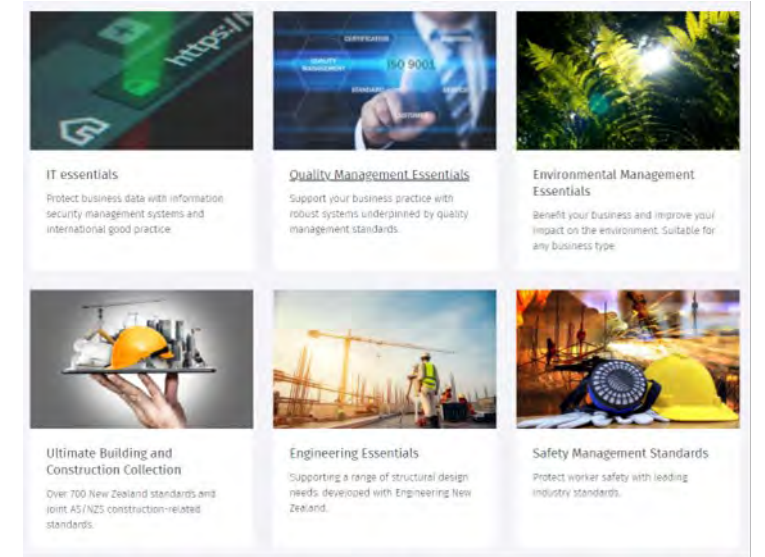 https://
CERTIFICATION
QUALITY
MANAGEMENT
ISO 9001
STANDARD
CUSTOMER
IT essentials
Protect business data with information
security management systems and
international good practice
Quality Management Essentials
Support your business practice with
robust systems underpinned by quality
management standards.
Environmental Management
Essentials
Benefit your business and improve your
impact on the environment. Suitable for
any business type
Ultimate Building and
Construction Collection
Over 700 New Zealand standards and
joint AS/NZS construction-related
standards.
Engineering Essentials
Supporting a range of structural design
needs, developed with Engineering New
Zealand.
Safety Management Standards
Protect worker safety with leading
industry standards.